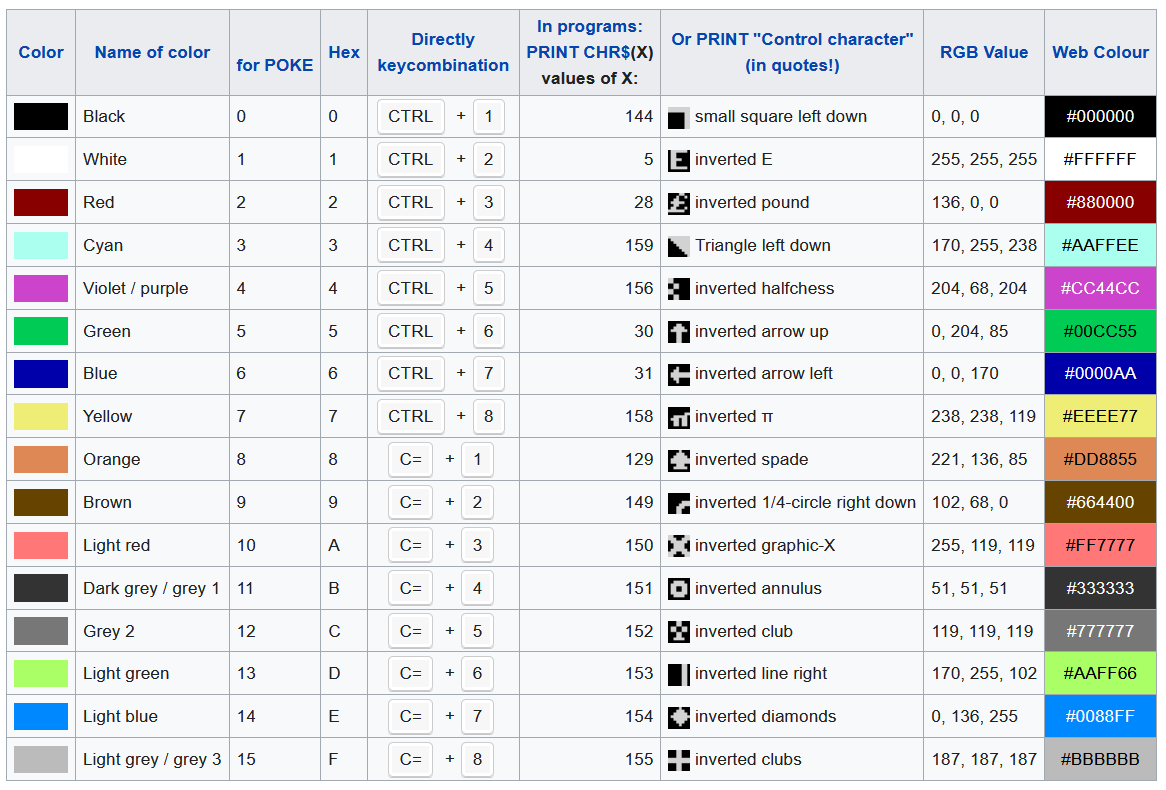 Color Name of color for POKE Hex Directly keycombination In programs: PRINT CHR$(X) values of X: Or PRINT "Control character" (in quotes!) RGB Value Web Colour
Black 0 0 CTRL + 1 144 small square left down 0, 0, 0 #000000
White 1 1 CTRL + 2 5 inverted E 255, 255, 255 #FFFFFF
Red 2 2 CTRL + 3 28 inverted pound 136, 0, 0 #880000
Cyan 3 3 CTRL + 4 159 Triangle left down 170, 255, 238 #AAFFEE
Violet / purple 4 4 CTRL + 5 156 inverted halfchess 204, 68, 204 #CC44CC
Green 5 5 CTRL + 6 30 inverted arrow up 0, 204, 85 #00CC55
Blue 6 6 CTRL + 7 31 inverted arrow left 0, 0, 170 #0000AA
Yellow 7 7 CTRL + 8 158 inverted π 238, 238, 119 #EEEE77
Orange 8 8 C= + 1 129 inverted spade 221, 136, 85 #DD8855
Brown 9 9 C= + 2 149 inverted 1/4-circle right down 102, 68, 0 #664400
Light red 10 A C= + 3 150 inverted graphic-X 255, 119, 119 #FF7777
Dark grey / grey 1 11 B C= + 4 151 inverted annulus 51, 51, 51 #333333
Grey 2 12 C C= + 5 152 inverted club 119, 119, 119 #777777
Light green 13 D C= + 6 153 inverted line right 170, 255, 102 #AAFF66
Light blue 14 E C= + 7 154 inverted diamonds 0, 136, 255 #0088FF
Light grey / grey 3 15 F C= + 8 155 inverted clubs 187, 187, 187 #BBBBBB